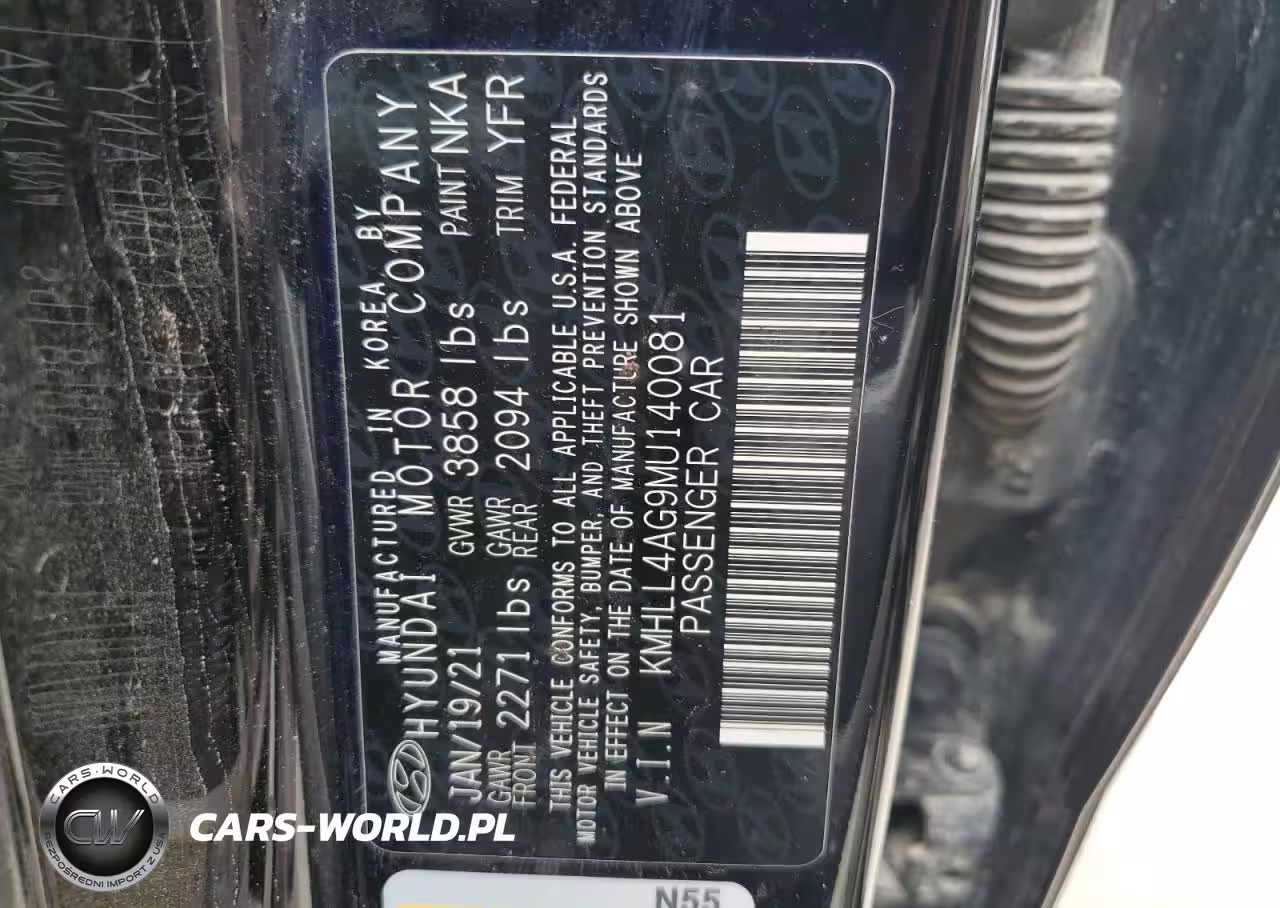 MANUFACTURED IN KOREA BY
HYUNDAI MOTOR COMPANY
JAN/19/21 GVWR 3858 lbs PAINT NKA
GAWR FRONT 2271 lbs GAWR REAR 2094 lbs TRIM YFR
THIS VEHICLE CONFORMS TO ALL APPLICABLE U.S.A. FEDERAL
MOTOR VEHICLE SAFETY, BUMPER, AND THEFT PREVENTION STANDARDS
IN EFFECT ON THE DATE OF MANUFACTURE SHOWN ABOVE
V.I.N KMHLL4AG9MU140081
PASSENGER CAR
N55
CARS-WORLD
CW
BEZPOŚREDNI IMPORT Z USA
CARS-WORLD.PL